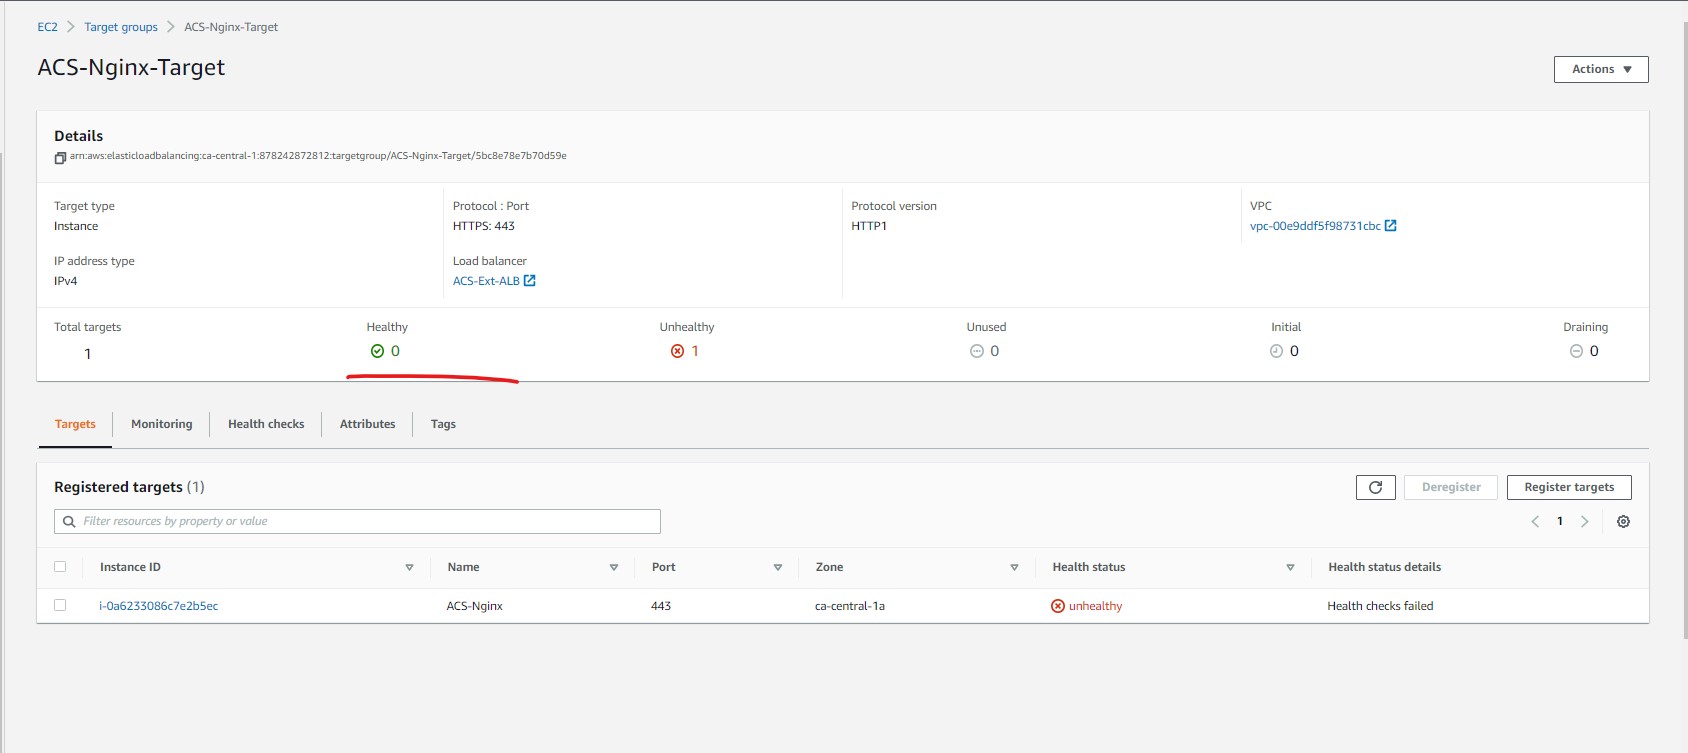 EC2 > Target groups > ACS-Nginx-Target
ACS-Nginx-Target
Actions
Details
arn:aws:elasticloadbalancing:ca-central-1:878242872812:targetgroup/ACS-Nginx-Target/5bc8e78e7b70d59e
Target type Protocol : Port Protocol version VPC
Instance HTTPS: 443 HTTP1 vpc-00e9ddf5f98731cbc
IP address type Load balancer
IPv4 ACS-Ext-ALB
Total targets Healthy Unhealthy Unused Initial Draining
1 0 1 0 0 0
Targets Monitoring Health checks Attributes Tags
Registered targets (1) Deregister Register targets
Filter resources by property or value < 1 >
Instance ID Name Port Zone Health status Health status details
i-0a6233086c7e2b5ec ACS-Nginx 443 ca-central-1a unhealthy Health checks failed